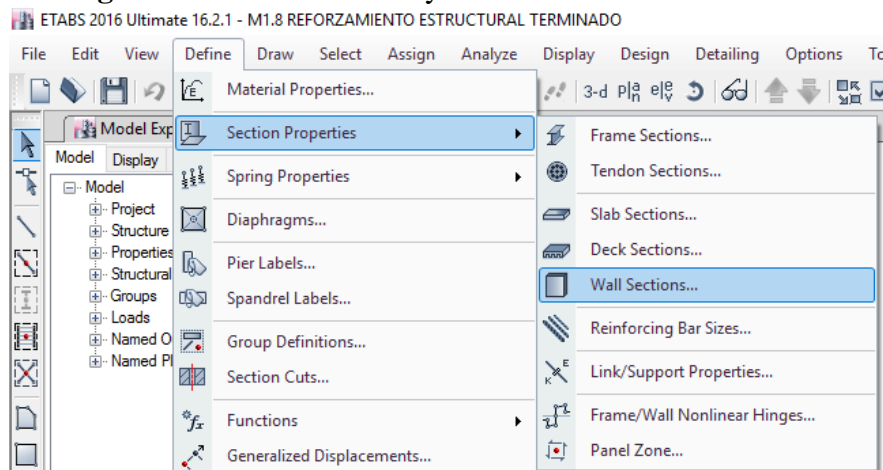 ETABS 2016 Ultimate 16.2.1 - M1.8 REFORZAMIENTO ESTRUCTURAL TERMINADO
File Edit View Define Draw Select Assign Analyze Display Design Detailing Options
3-d
Model Exp
Model Display
Model
Project
Structure
Properties
Structural
Groups
Loads
Named O
Named Pl
Material Properties...
Section Properties
Spring Properties
Diaphragms...
Pier Labels...
Spandrel Labels...
Group Definitions...
Section Cuts...
Functions
Generalized Displacements...
Frame Sections...
Tendon Sections...
Slab Sections...
Deck Sections...
Wall Sections...
Reinforcing Bar Sizes...
Link/Support Properties...
Frame/Wall Nonlinear Hinges...
Panel Zone...